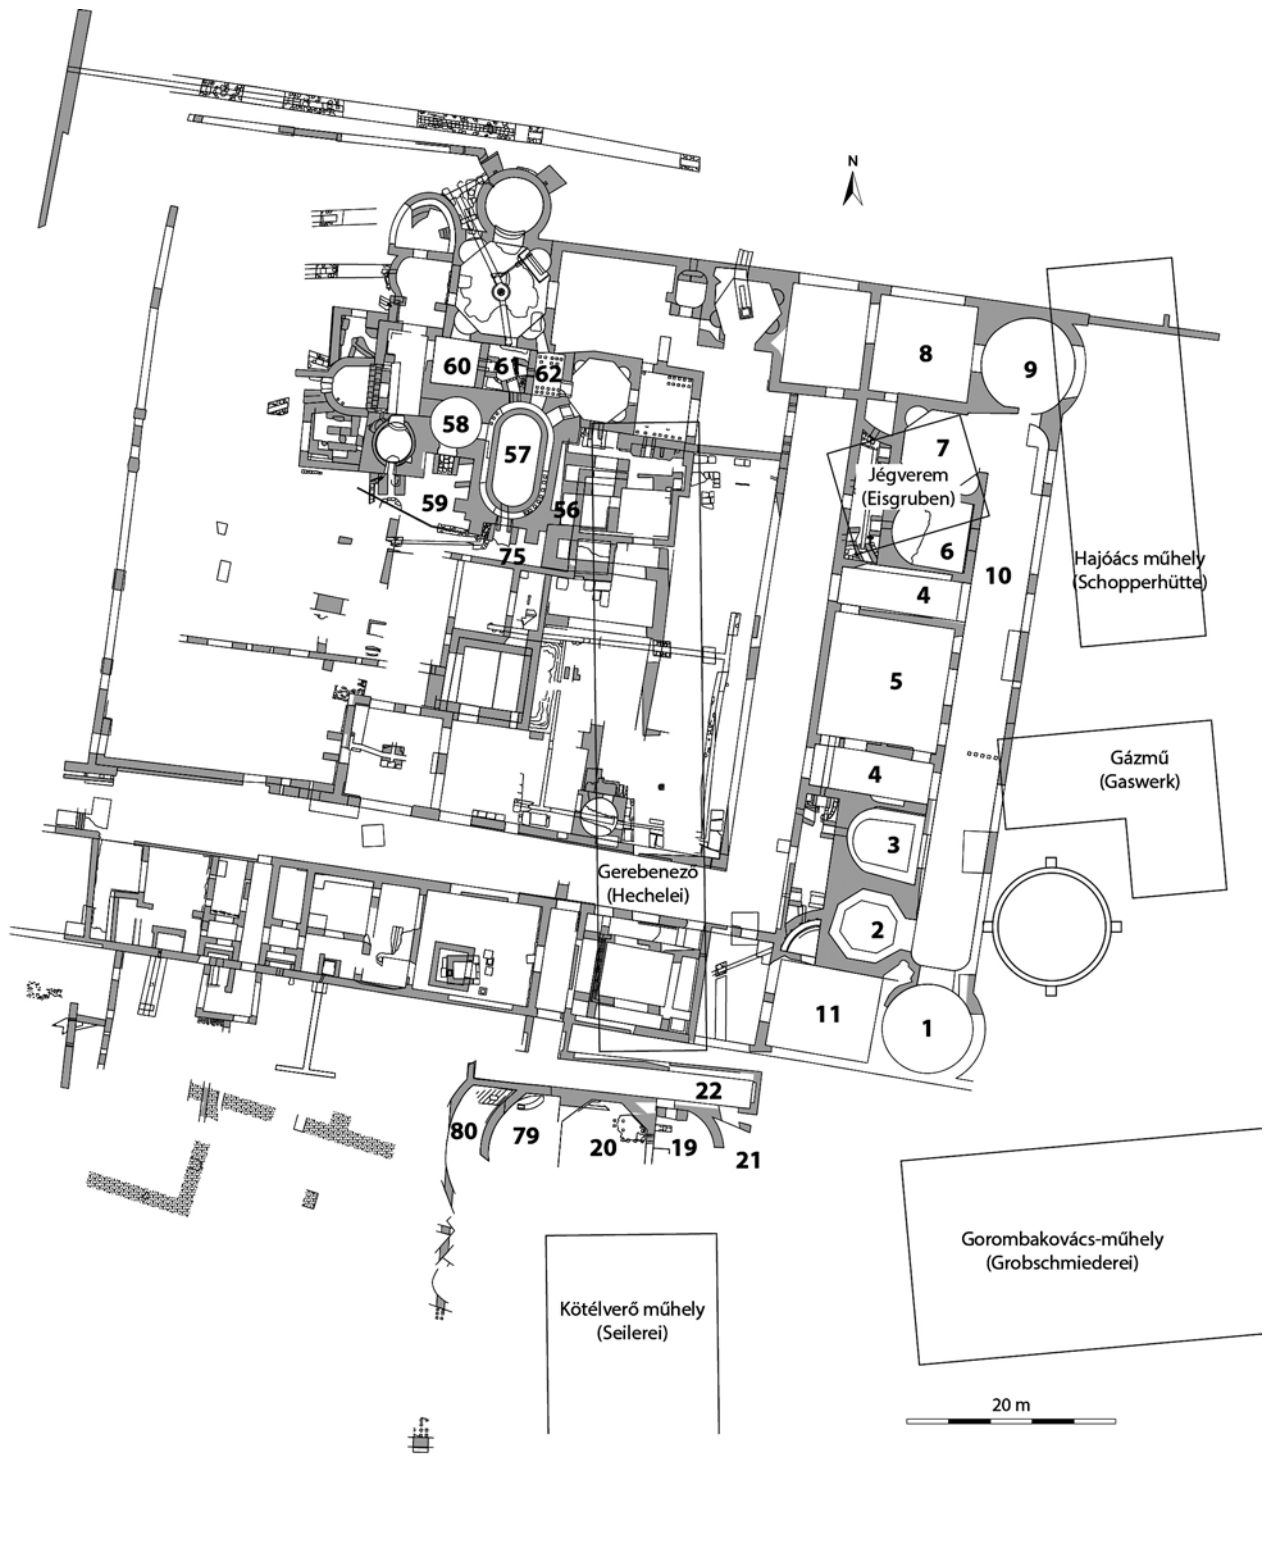 N
60
61
62
8
9
58
57
7
Jégverem
(Eisgruben)
59
56
75
6
10
Hajóács műhely
(Schopperhütte)
4
5
4
Gázmű
(Gaswerk)
3
Gerebenező
(Hechelei)
2
11
1
22
80
79
20
19
21
Gorombakovács-műhely
(Grobschmiederei)
Kötélverő műhely
(Seilerei)
20 m